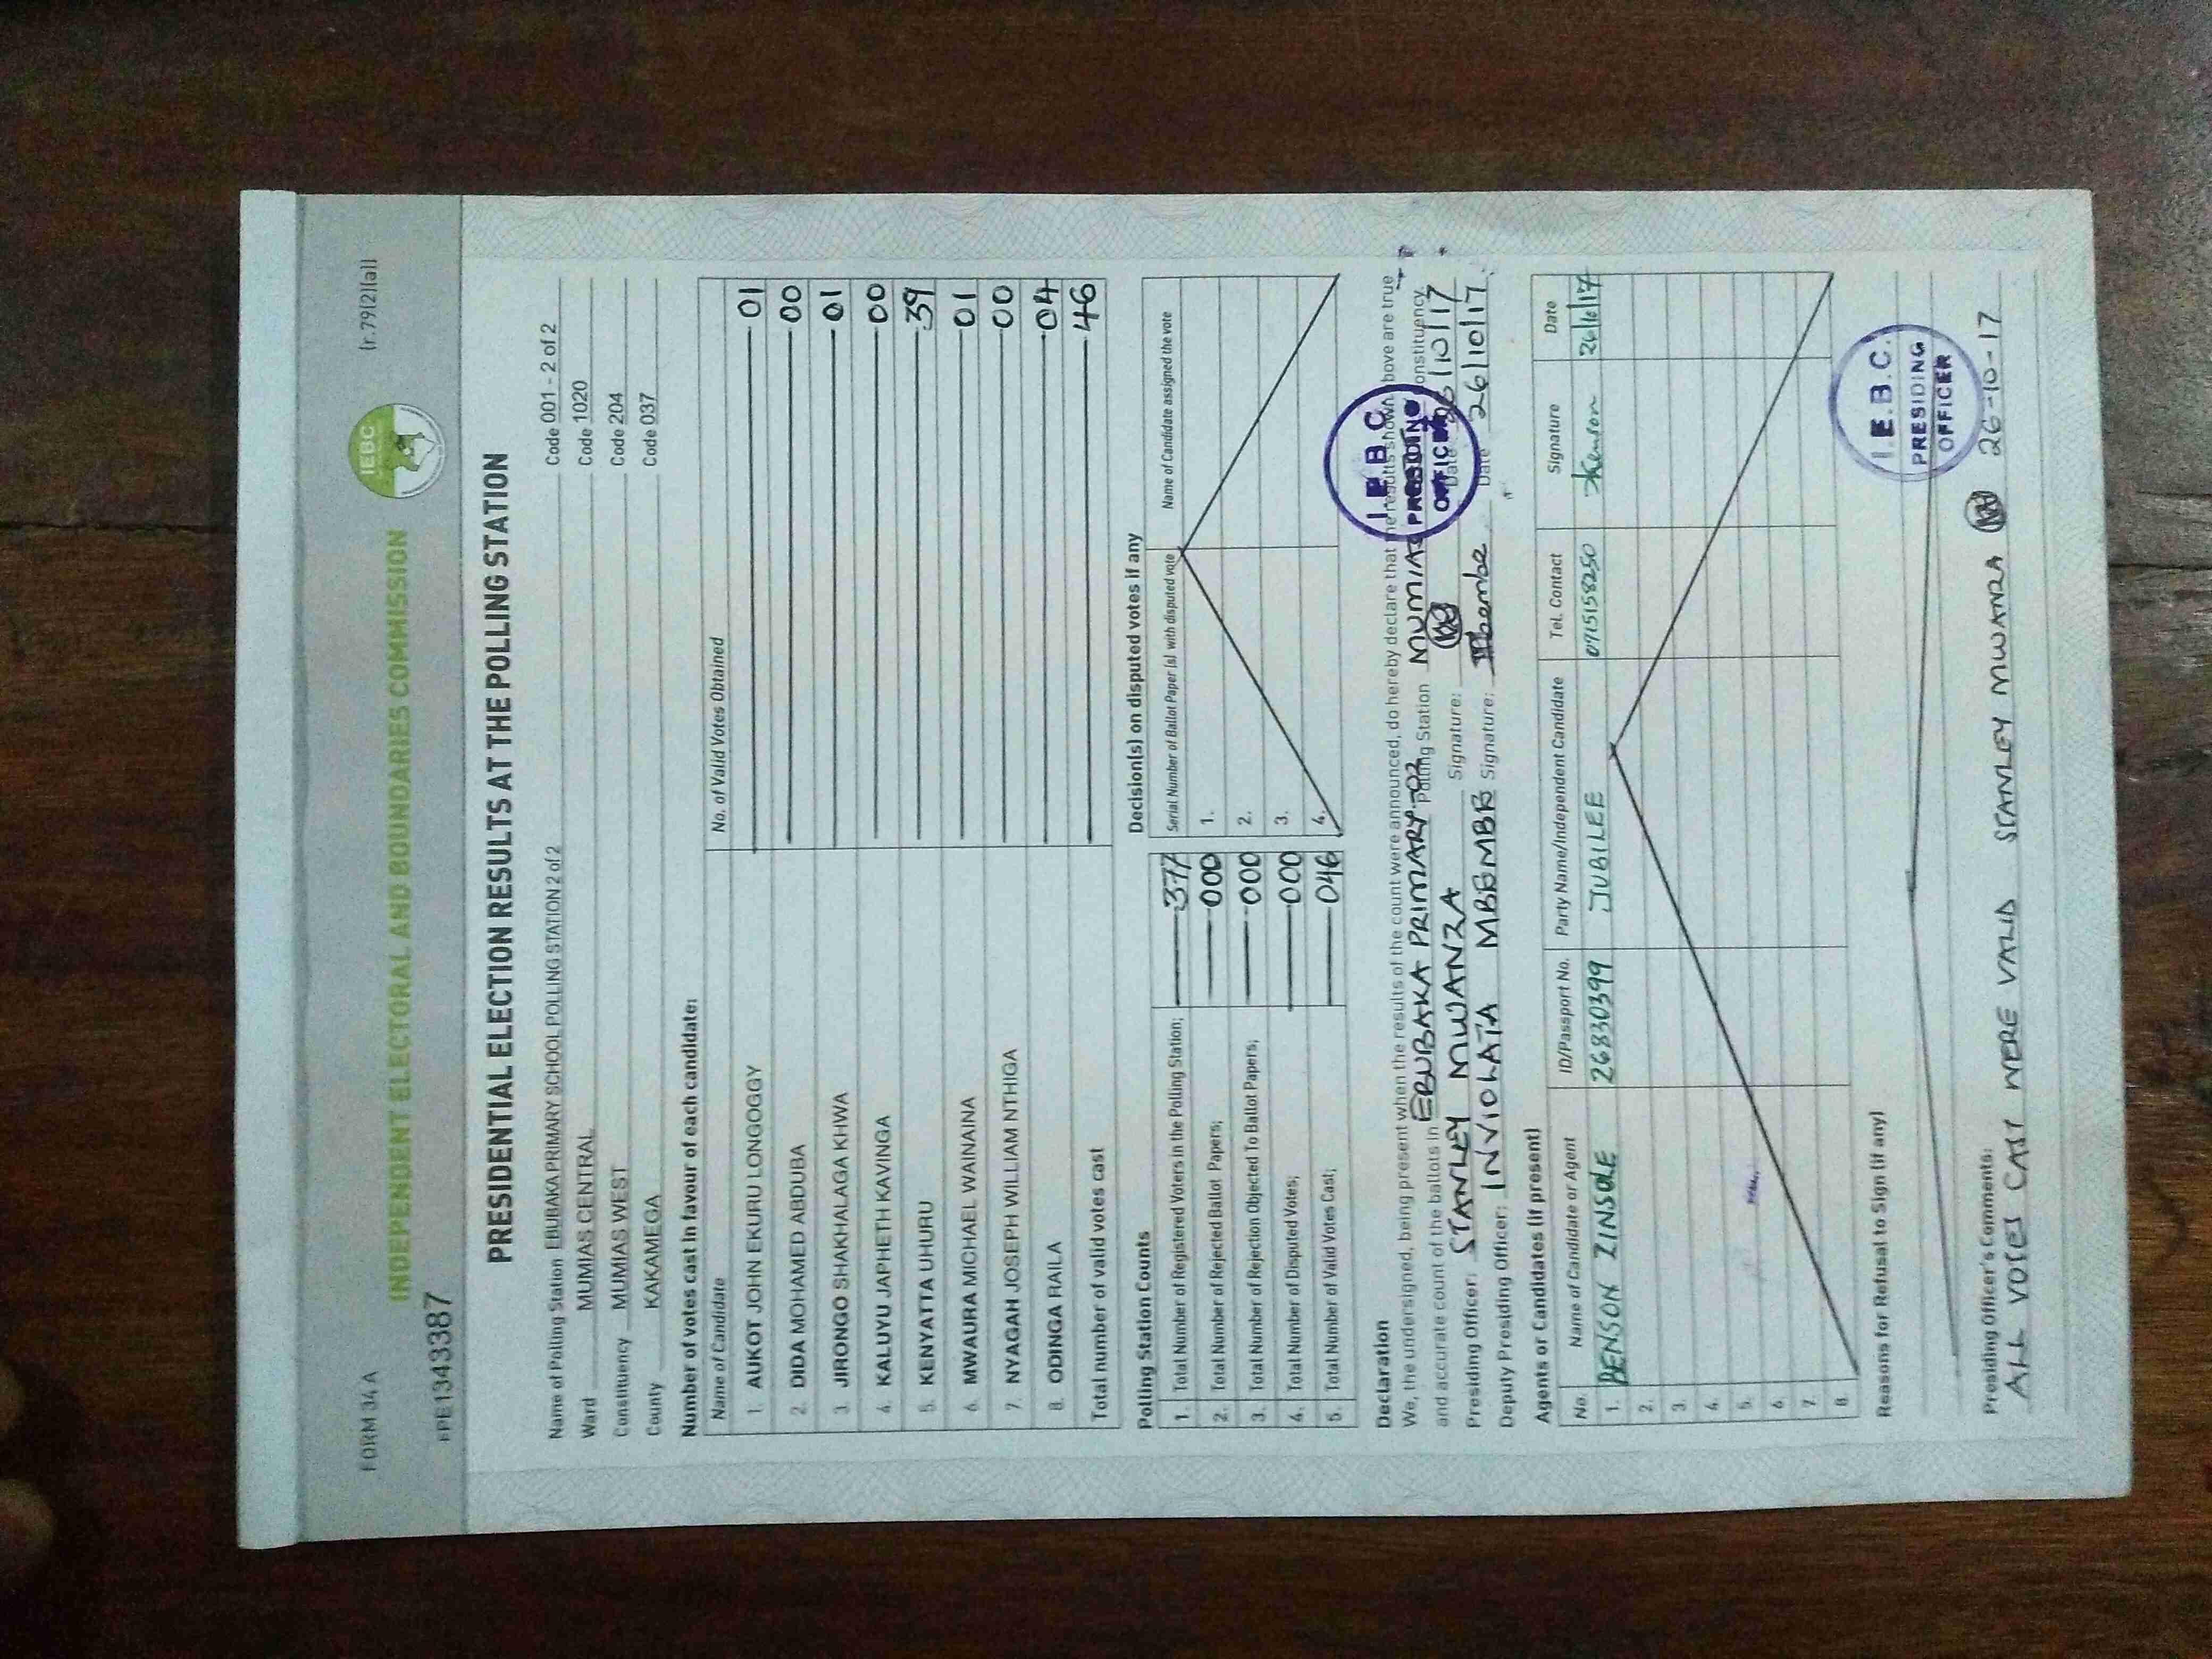 FORM 34 A
(r.79(2)(a))
INDEPENDENT ELECTORAL AND BOUNDARIES COMMISSION
IEBC
PE1343387
PRESIDENTIAL ELECTION RESULTS AT THE POLLING STATION
Name of Polling Station EBUBAKA PRIMARY SCHOOL POLLING STATION 2 of 2 Code 001 - 2 of 2
Ward MUMIAS CENTRAL Code 1020
Constituency MUMIAS WEST Code 204
County KAKAMEGA Code 037
Number of votes cast in favour of each candidate:
Name of Candidate No. of Valid Votes Obtained
1. AUKOT JOHN EKURU LONGOGGY 01
2. DIDA MOHAMED ABDUBA 00
3. JIRONGO SHAKHALAGA KHWA 01
4. KALUYU JAPHETH KAVINGA 00
5. KENYATTA UHURU 39
6. MWAURA MICHAEL WAINAINA 01
7. NYAGAH JOSEPH WILLIAM NTHIGA 00
8. ODINGA RAILA 04
Total number of valid votes cast 46
Polling Station Counts
1. Total Number of Registered Voters in the Polling Station; 377
2. Total Number of Rejected Ballot Papers; 000
3. Total Number of Rejection Objected To Ballot Papers; 000
4. Total Number of Disputed Votes; 000
5. Total Number of Valid Votes Cast; 046
Decision(s) on disputed votes if any
Serial Number of Ballot Paper (s) with disputed vote Name of Candidate assigned the vote
1.
2.
3.
4.
Declaration
We, the undersigned, being present when the results of the count were announced, do hereby declare that the results shown above are true
and accurate count of the ballots in EBUBAKA PRIMARY-02 Polling Station MUMIAS constituency.
Presiding Officer: STANLEY MWANZA Signature: Date 26/10/17
Deputy Presiding Officer: INVIOLATA Signature: Date 26/10/17
I.E.B.C.
PRESIDING
OFFICER
Agents or Candidates (if present)
No. Name of Candidate or Agent ID/Passport No. Party Name/Independent Candidate Tel. Contact Signature Date
1. BENSON ZINSOLE 26830399 JUBILEE 0715158250
2.
3.
4.
5.
6.
7.
8.
Reasons for Refusal to Sign (if any)
I.E.B.C.
PRESIDING
OFFICER
Presiding Officer's Comments:
ALL VOTES CAST WERE VALID STANLEY MWANZA 26-10-17